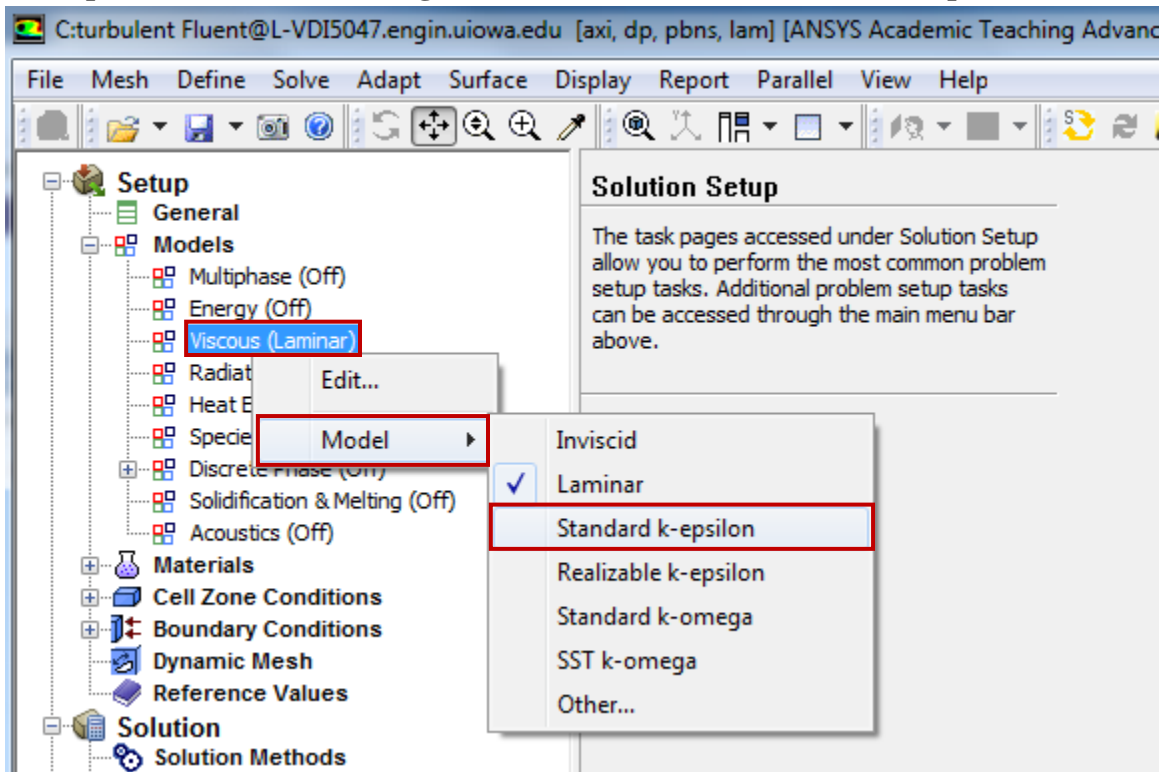 C:turbulent Fluent@L-VDI5047.engin.uiowa.edu [axi, dp, pbns, lam] [ANSYS Academic Teaching Advanc
File Mesh Define Solve Adapt Surface Display Report Parallel View Help
Setup
General
Models
Multiphase (Off)
Energy (Off)
Viscous (Laminar)
Radiat
Heat E
Specie
Discrete Phase (Off)
Solidification & Melting (Off)
Acoustics (Off)
Materials
Cell Zone Conditions
Boundary Conditions
Dynamic Mesh
Reference Values
Solution
Solution Methods
Edit...
Model
Inviscid
Laminar
Standard k-epsilon
Realizable k-epsilon
Standard k-omega
SST k-omega
Other...
Solution Setup
The task pages accessed under Solution Setup
allow you to perform the most common problem
setup tasks. Additional problem setup tasks
can be accessed through the main menu bar
above.